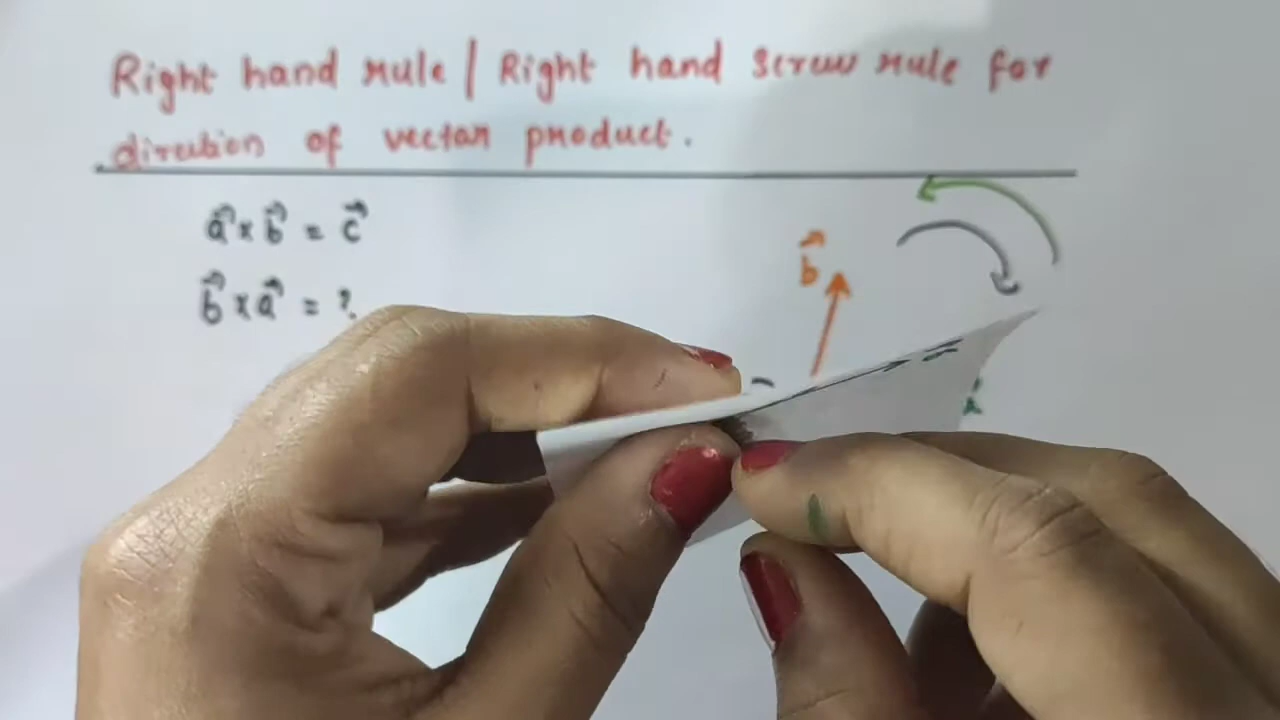 Right hand rule / Right hand screw rule for
direction of vector product.
a⃗ × b⃗ = c⃗
b⃗ × a⃗ = ?
b⃗